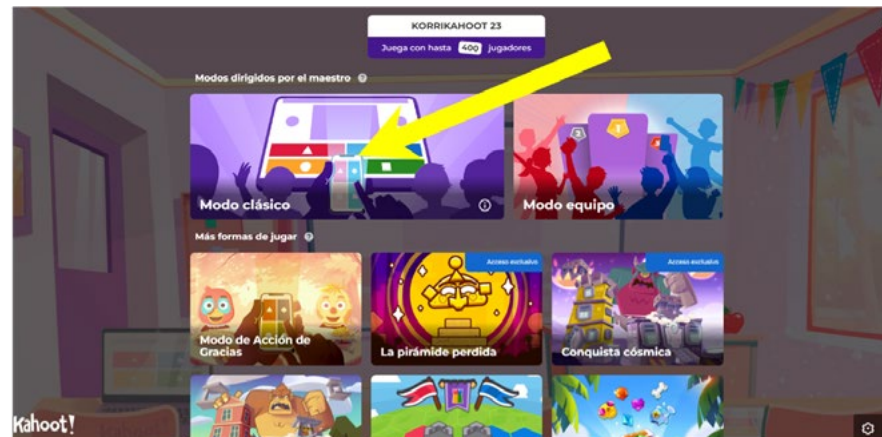 KORRIKAHOOT 23
Juega con hasta 400 jugadores
Modos dirigidos por el maestro
Modo clásico
Modo equipo
Más formas de jugar
Acceso exclusivo
Acceso exclusivo
Modo de Acción de
Gracias
La pirámide perdida
Conquista cósmica
Kahoot!